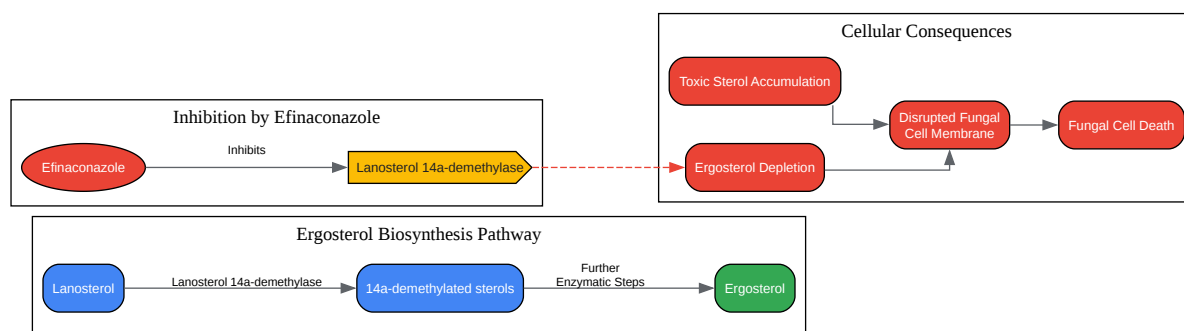 Cellular Consequences
Toxic Sterol Accumulation
Disrupted Fungal
Cell Membrane
Fungal Cell Death
Ergosterol Depletion
Inhibition by Efinaconazole
Efinaconazole
Inhibits
Lanosterol 14a-demethylase
Ergosterol Biosynthesis Pathway
Lanosterol
Lanosterol 14a-demethylase
14a-demethylated sterols
Further
Enzymatic Steps
Ergosterol